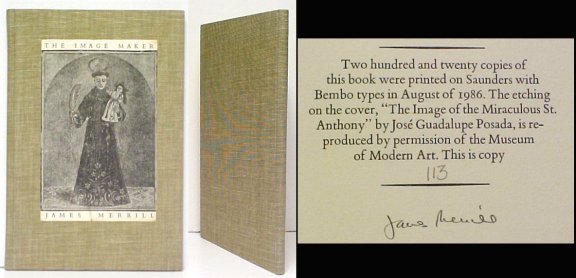 THE IMAGE MAKER
JAMES MERRILL
Two hundred and twenty copies of
this book were printed on Saunders with
Bembo types in August of 1986. The etching
on the cover, “The Image of the Miraculous St.
Anthony” by José Guadalupe Posada, is re-
produced by permission of the Museum
of Modern Art. This is copy
113
James Merrill